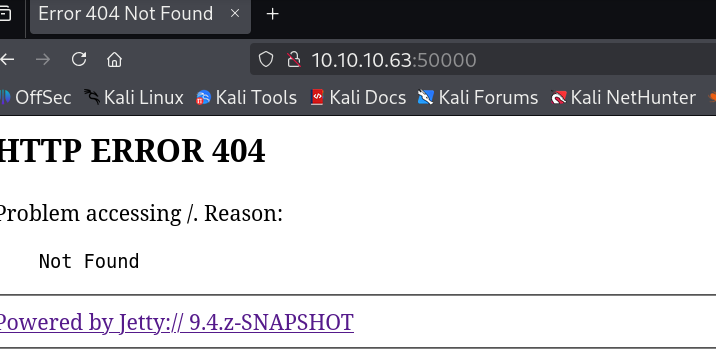 Error 404 Not Found
10.10.10.63:50000
OffSec Kali Linux Kali Tools Kali Docs Kali Forums Kali NetHunter
HTTP ERROR 404
Problem accessing /. Reason:
Not Found
Powered by Jetty:// 9.4.z-SNAPSHOT